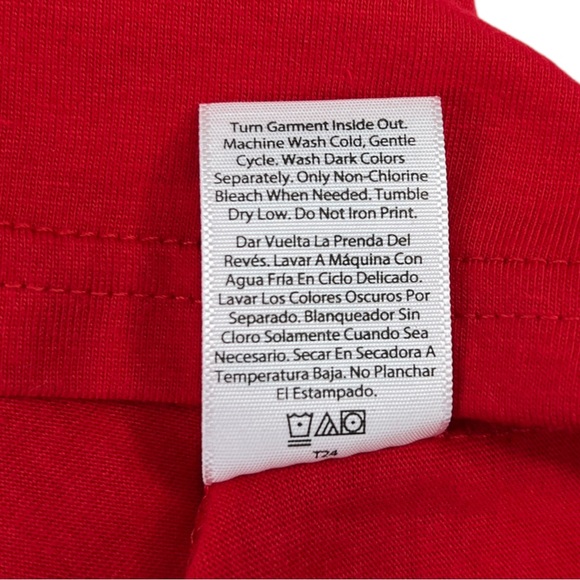 Turn Garment Inside Out.
Machine Wash Cold, Gentle
Cycle. Wash Dark Colors
Separately. Only Non-Chlorine
Bleach When Needed. Tumble
Dry Low. Do Not Iron Print.
Dar Vuelta La Prenda Del
Revés. Lavar A Máquina Con
Agua Fría En Ciclo Delicado.
Lavar Los Colores Oscuros Por
Separado. Blanqueador Sin
Cloro Solamente Cuando Sea
Necesario. Secar En Secadora A
Temperatura Baja. No Planchar
El Estampado.
T24